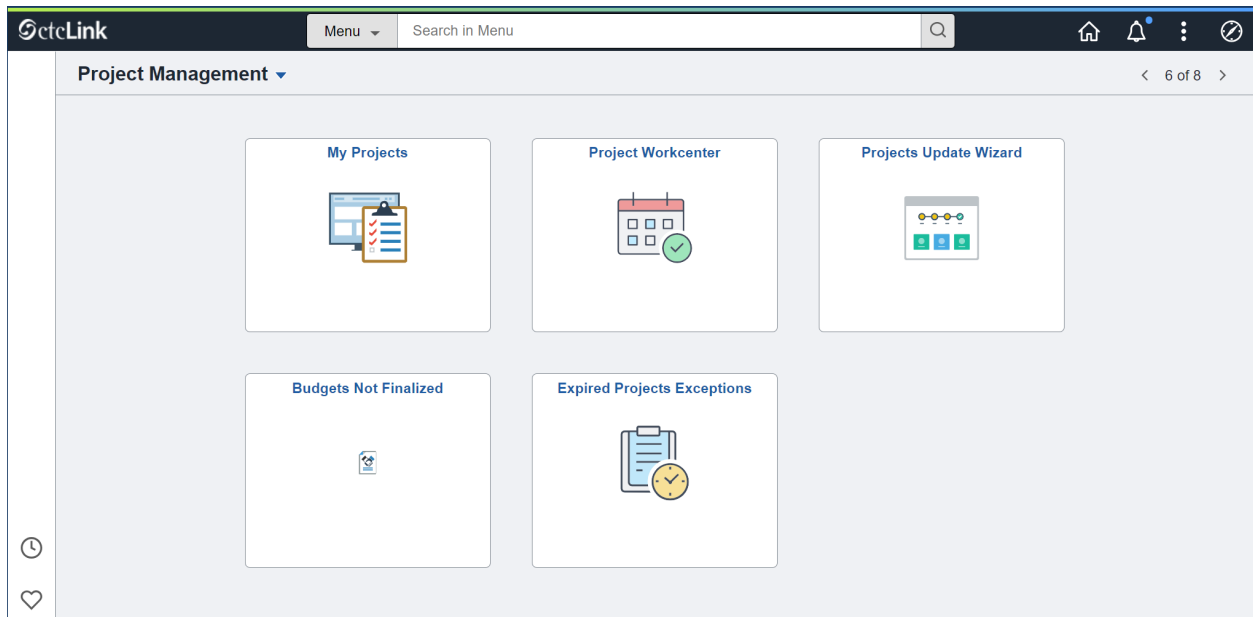 ctcLink
Menu
Search in Menu
Project Management
6 of 8
My Projects
Project Workcenter
Projects Update Wizard
Budgets Not Finalized
Expired Projects Exceptions